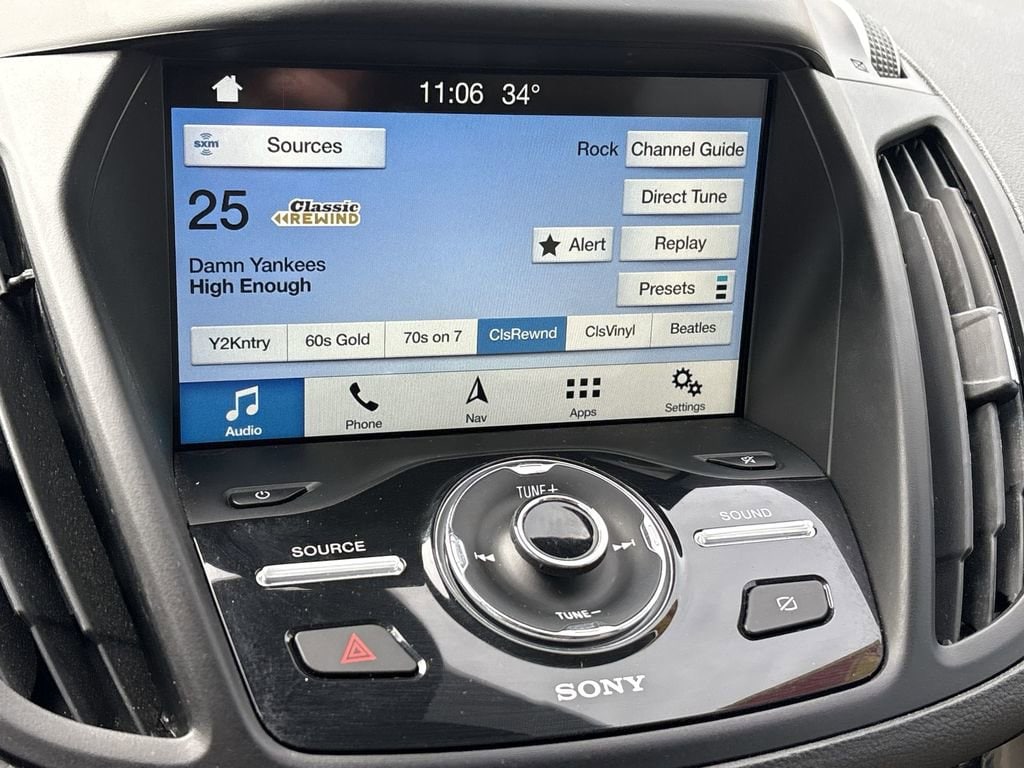 11:06 34°
sxm Sources
Rock Channel Guide
Direct Tune
25 Classic REWIND
Alert Replay
Damn Yankees
High Enough
Presets
Y2Kntry 60s Gold 70s on 7 ClsRewnd ClsVinyl Beatles
Audio Phone Nav Apps Settings
TUNE+
SOURCE
SOUND
TUNE−
SONY